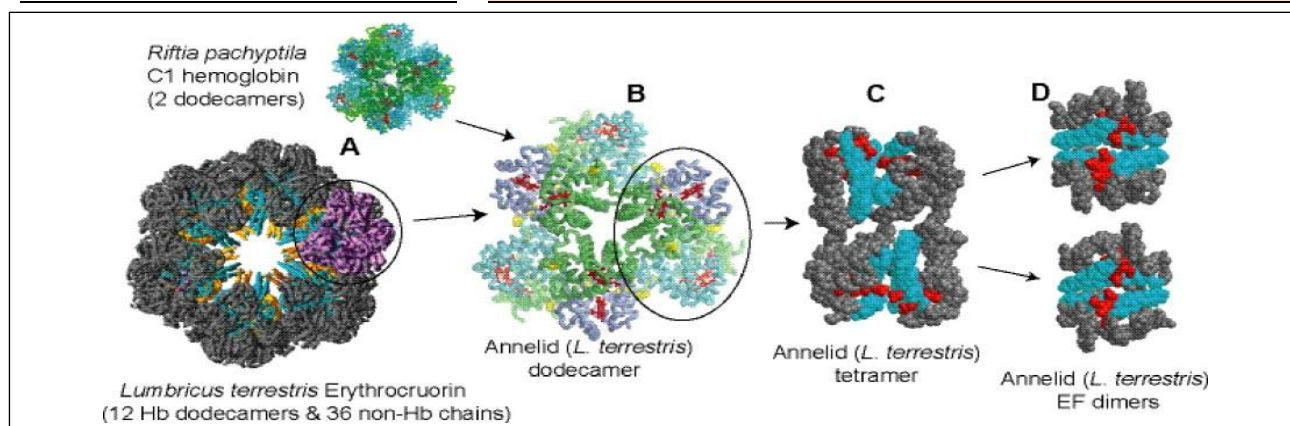 Riftia pachyptila
C1 hemoglobin
(2 dodecamers)
A
B
C
D
Annelid (L. terrestris)
dodecamer
Annelid (L. terrestris)
tetramer
Annelid (L. terrestris)
EF dimers
Lumbricus terrestris Erythrocruorin
(12 Hb dodecamers & 36 non-Hb chains)